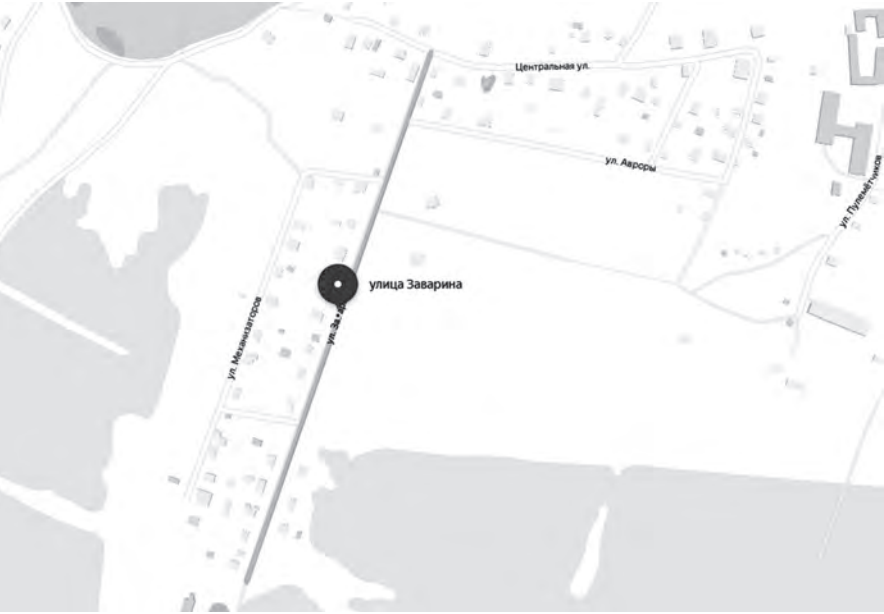 Центральная ул.
ул. Авроры
ул. Пулемётчиков
улица Заварина
ул. Механизаторов